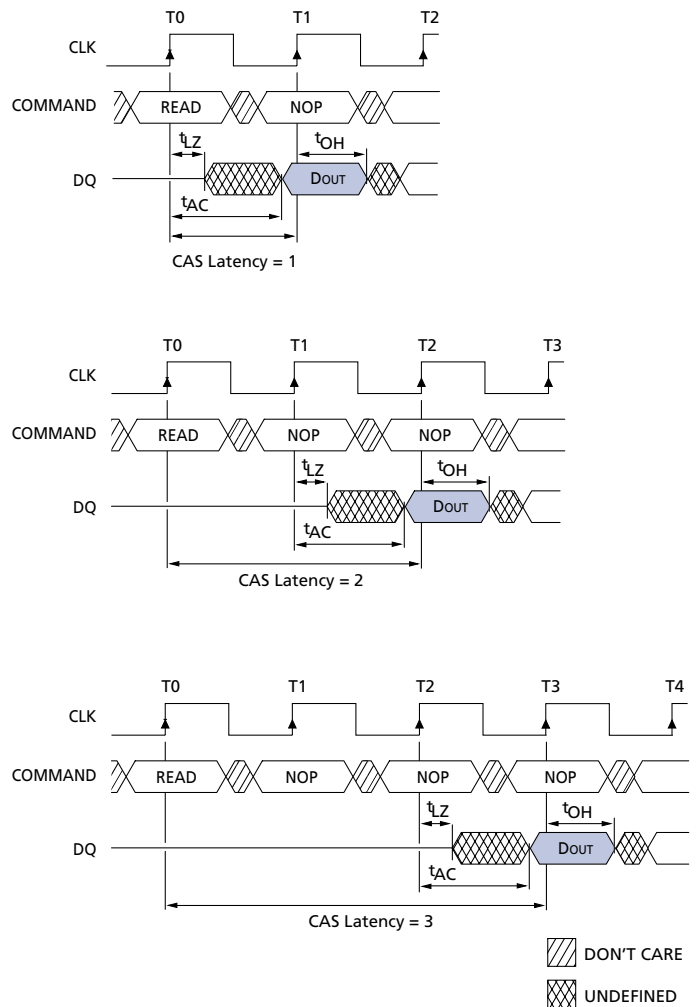 T0 T1 T2
CLK
COMMAND READ NOP
tLZ tOH
DQ DOUT
tAC
CAS Latency = 1
T0 T1 T2 T3
CLK
COMMAND READ NOP NOP
tLZ tOH
DQ DOUT
tAC
CAS Latency = 2
T0 T1 T2 T3 T4
CLK
COMMAND READ NOP NOP NOP
tLZ tOH
DQ DOUT
tAC
CAS Latency = 3
DON'T CARE
UNDEFINED